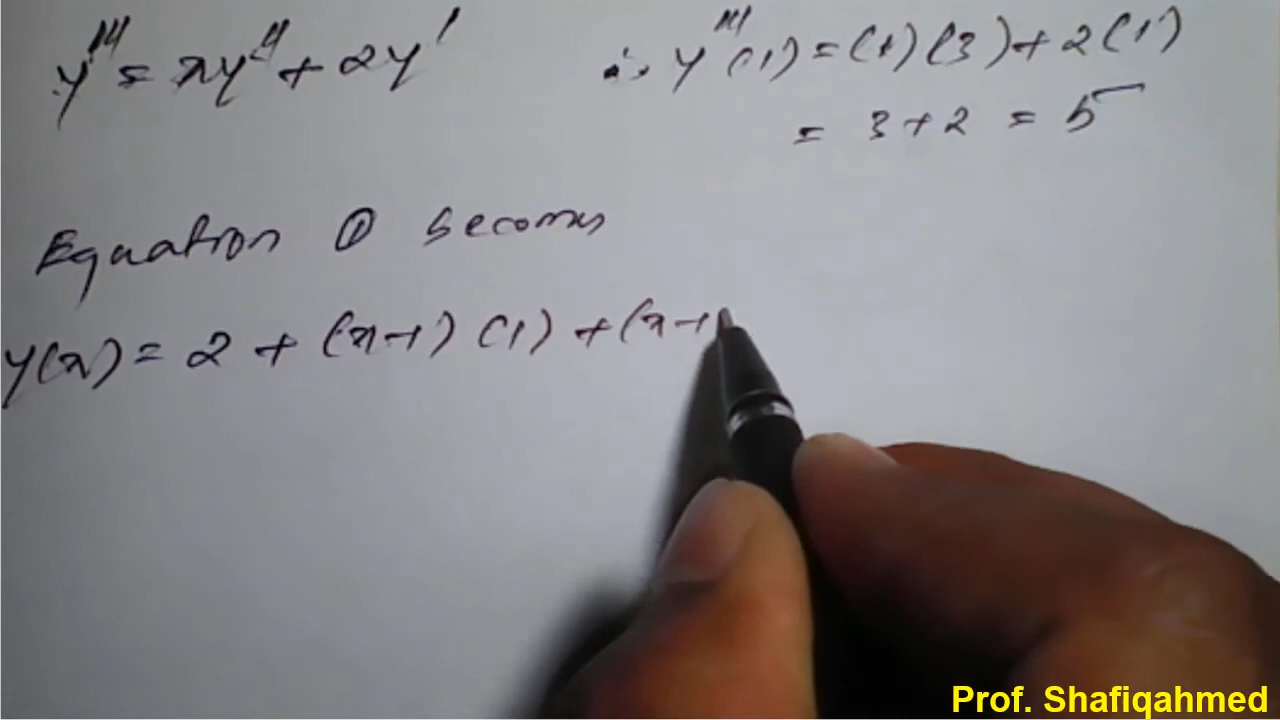 y''' = xy'' + 2y'
∴ y'''(1) = (1)(3) + 2(1)
= 3 + 2 = 5
Equation ① becomes
y(x) = 2 + (x-1)(1) + (x-1
Prof. Shafiqahmed